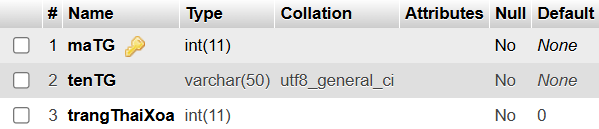 # Name Type Collation Attributes Null Default
1 maTG int(11) No None
2 tenTG varchar(50) utf8_general_ci No None
3 trangThaiXoa int(11) No 0